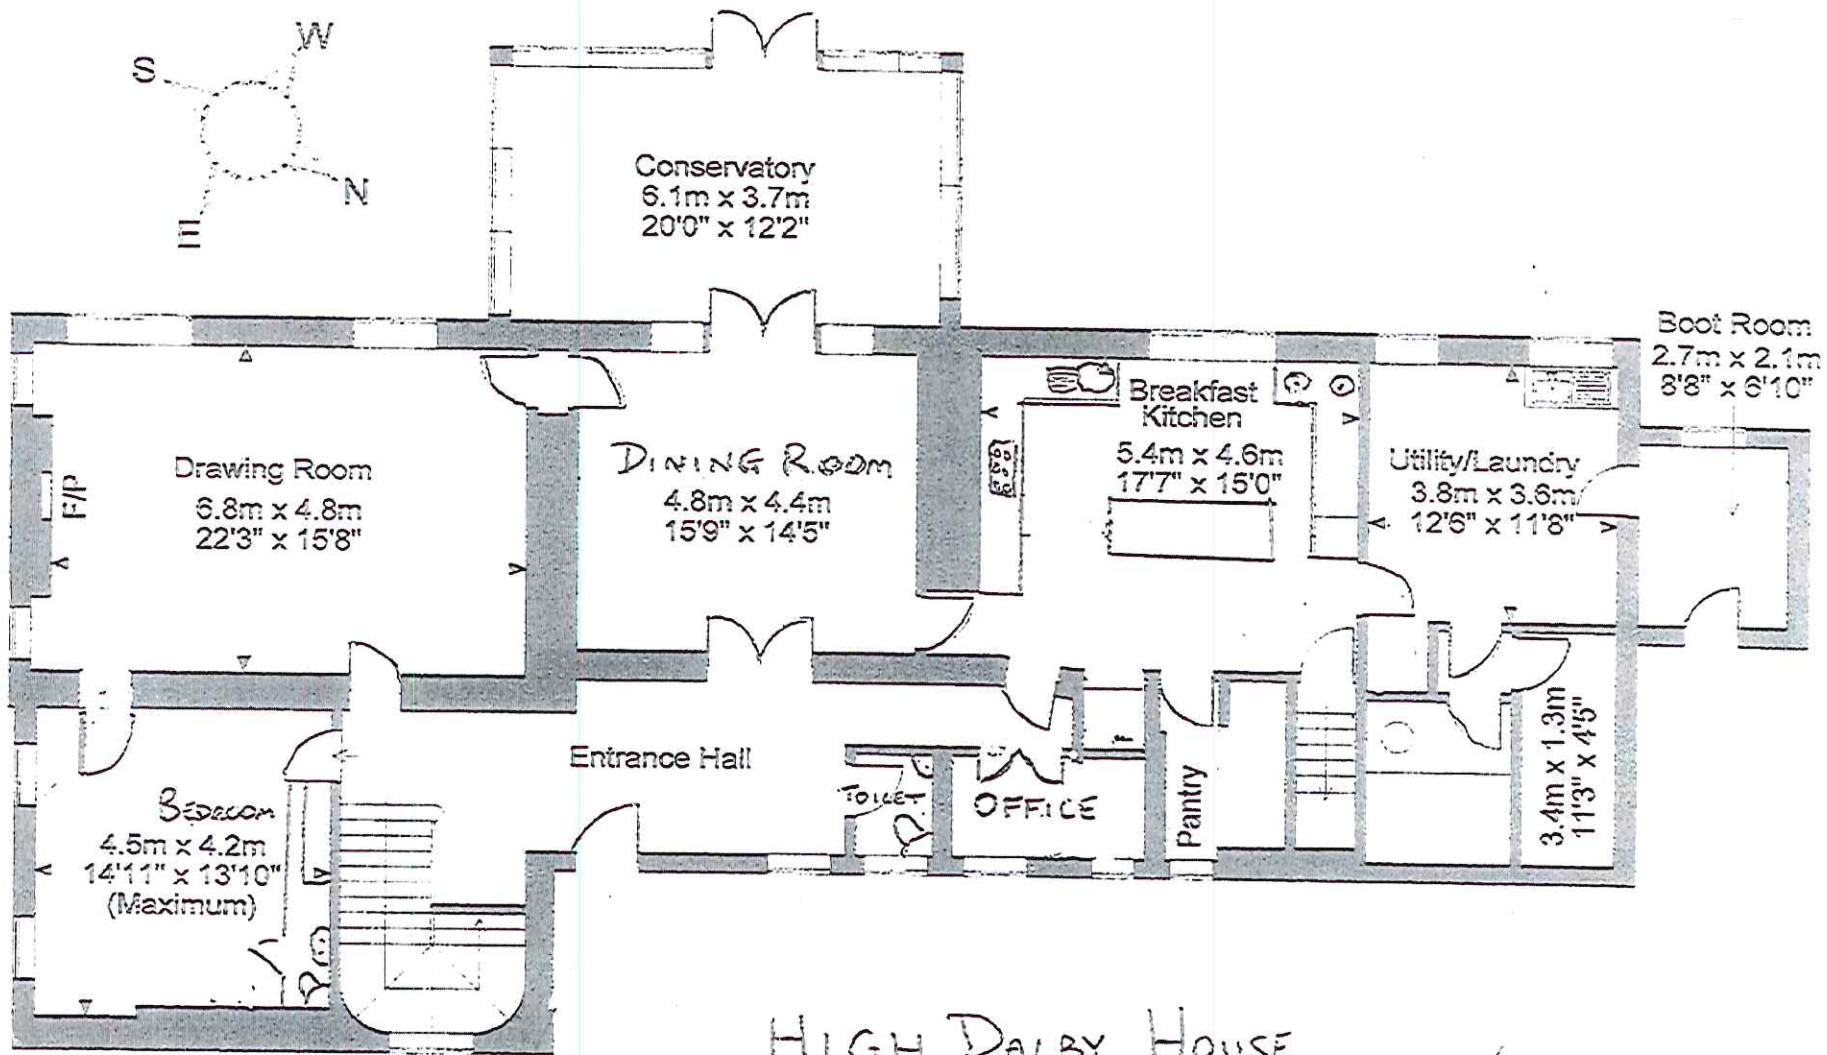 W
S
N
E
Conservatory
6.1m x 3.7m
20'0" x 12'2"
Boot Room
2.7m x 2.1m
8'8" x 6'10"
Breakfast
Kitchen
5.4m x 4.6m
17'7" x 15'0"
Drawing Room
6.8m x 4.8m
22'3" x 15'8"
F/P
DINING ROOM
4.8m x 4.4m
15'9" x 14'5"
Utility/Laundry
3.8m x 3.6m
12'6" x 11'8"
Entrance Hall
TOILET
OFFICE
Pantry
3.4m x 1.3m
11'3" x 4'5"
BEDROOM
4.5m x 4.2m
14'11" x 13'10"
(Maximum)
HIGH DALBY HOUSE